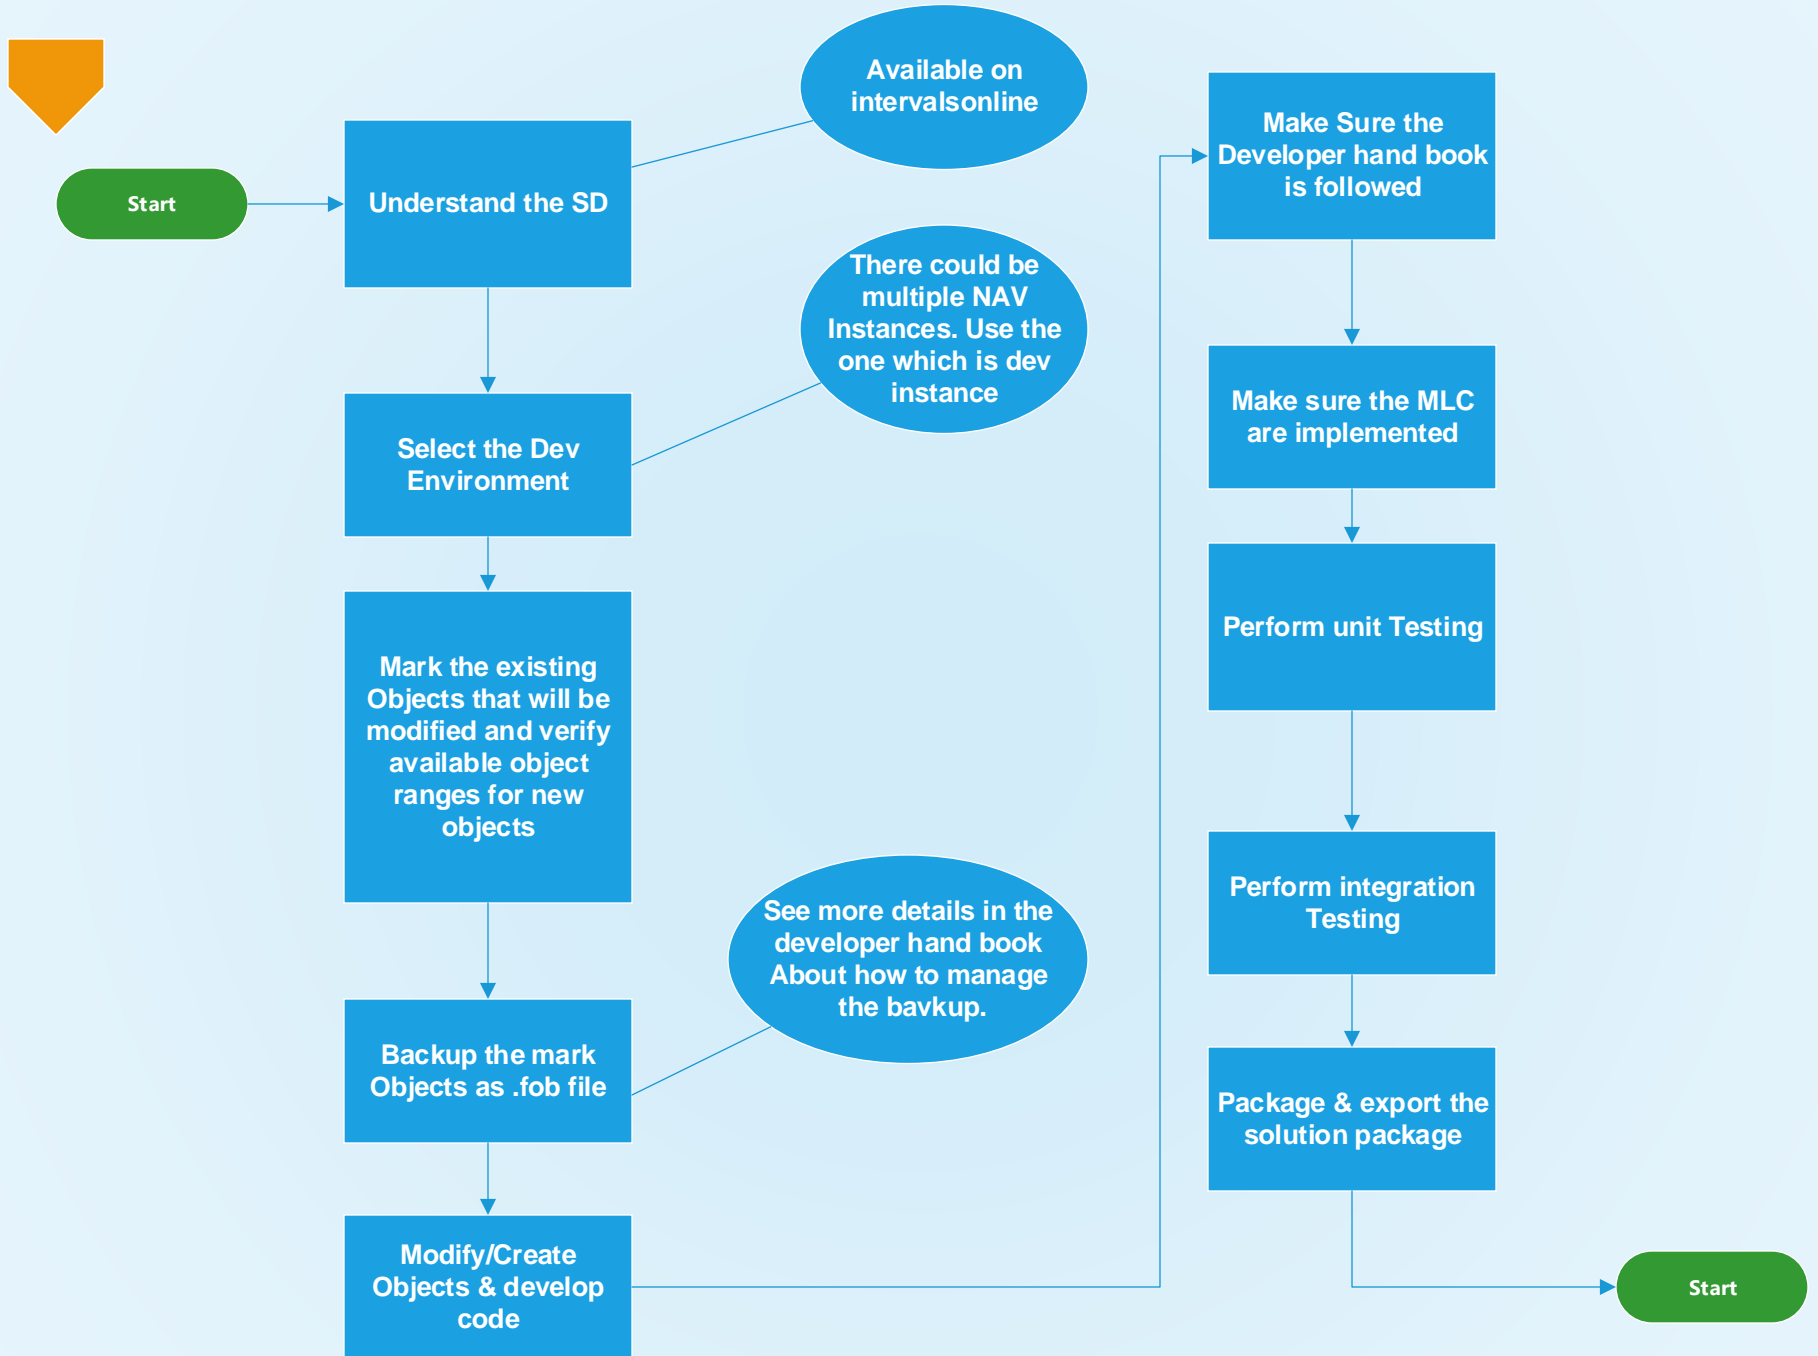 Start
Understand the SD
Available on
intervalsonline
Select the Dev
Environment
There could be
multiple NAV
Instances. Use the
one which is dev
instance
Mark the existing
Objects that will be
modified and verify
available object
ranges for new
objects
Backup the mark
Objects as .fob file
See more details in the
developer hand book
About how to manage
the bavkup.
Modify/Create
Objects & develop
code
Make Sure the
Developer hand book
is followed
Make sure the MLC
are implemented
Perform unit Testing
Perform integration
Testing
Package & export the
solution package
Start